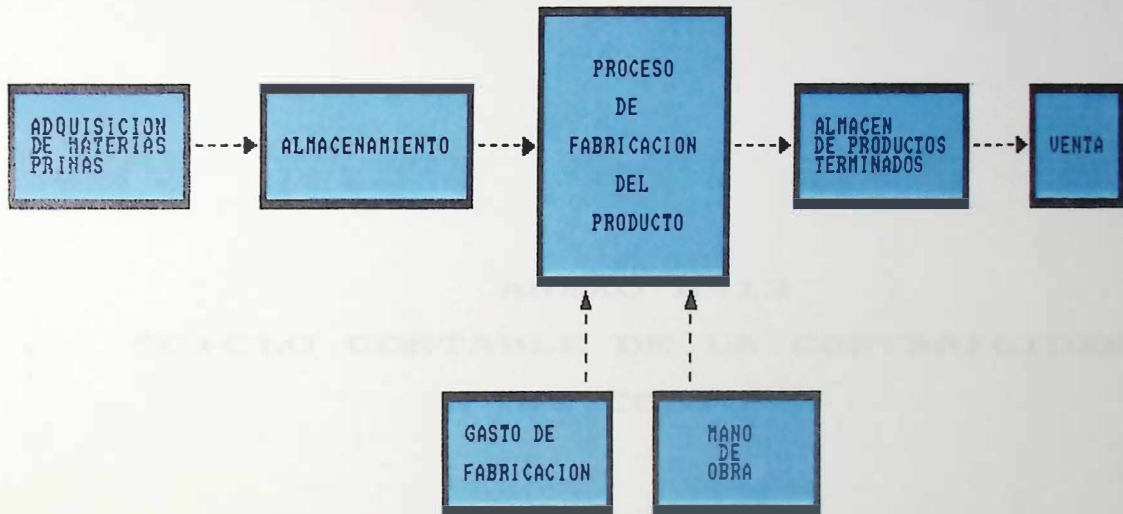 ADQUISICION
DE MATERIAS
PRIMAS
ALMACENAMIENTO
PROCESO
DE
FABRICACION
DEL
PRODUCTO
ALMACEN
DE PRODUCTOS
TERMINADOS
VENTA
GASTO DE
FABRICACION
MANO
DE
OBRA